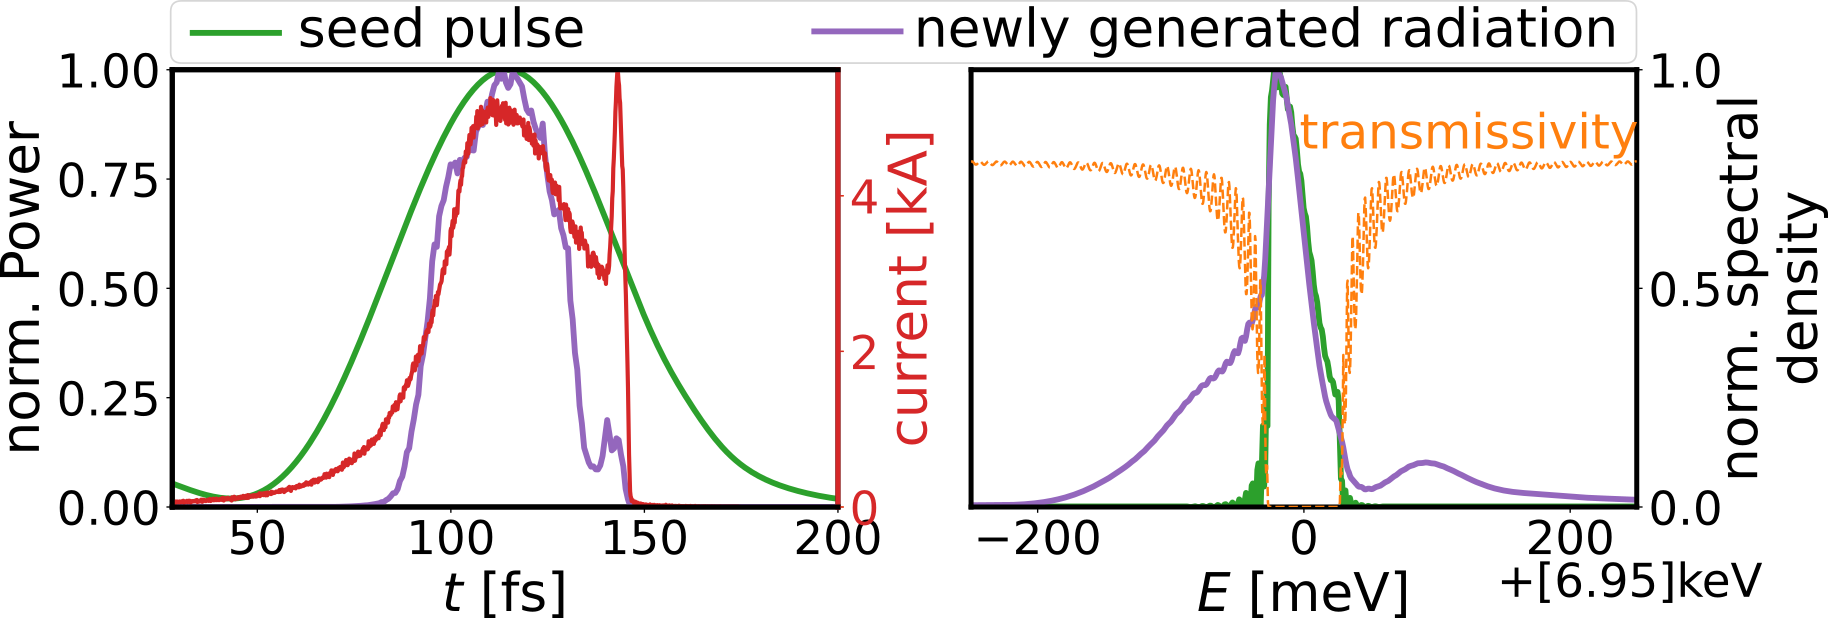 seed pulse
newly generated radiation
1.00
0.75
0.50
0.25
0.00
norm. Power
50
100
150
200
t [fs]
4
2
0
current [kA]
transmissivity
1.0
0.5
0.0
norm. spectral
density
−200
0
200
E [meV]
+[6.95]keV